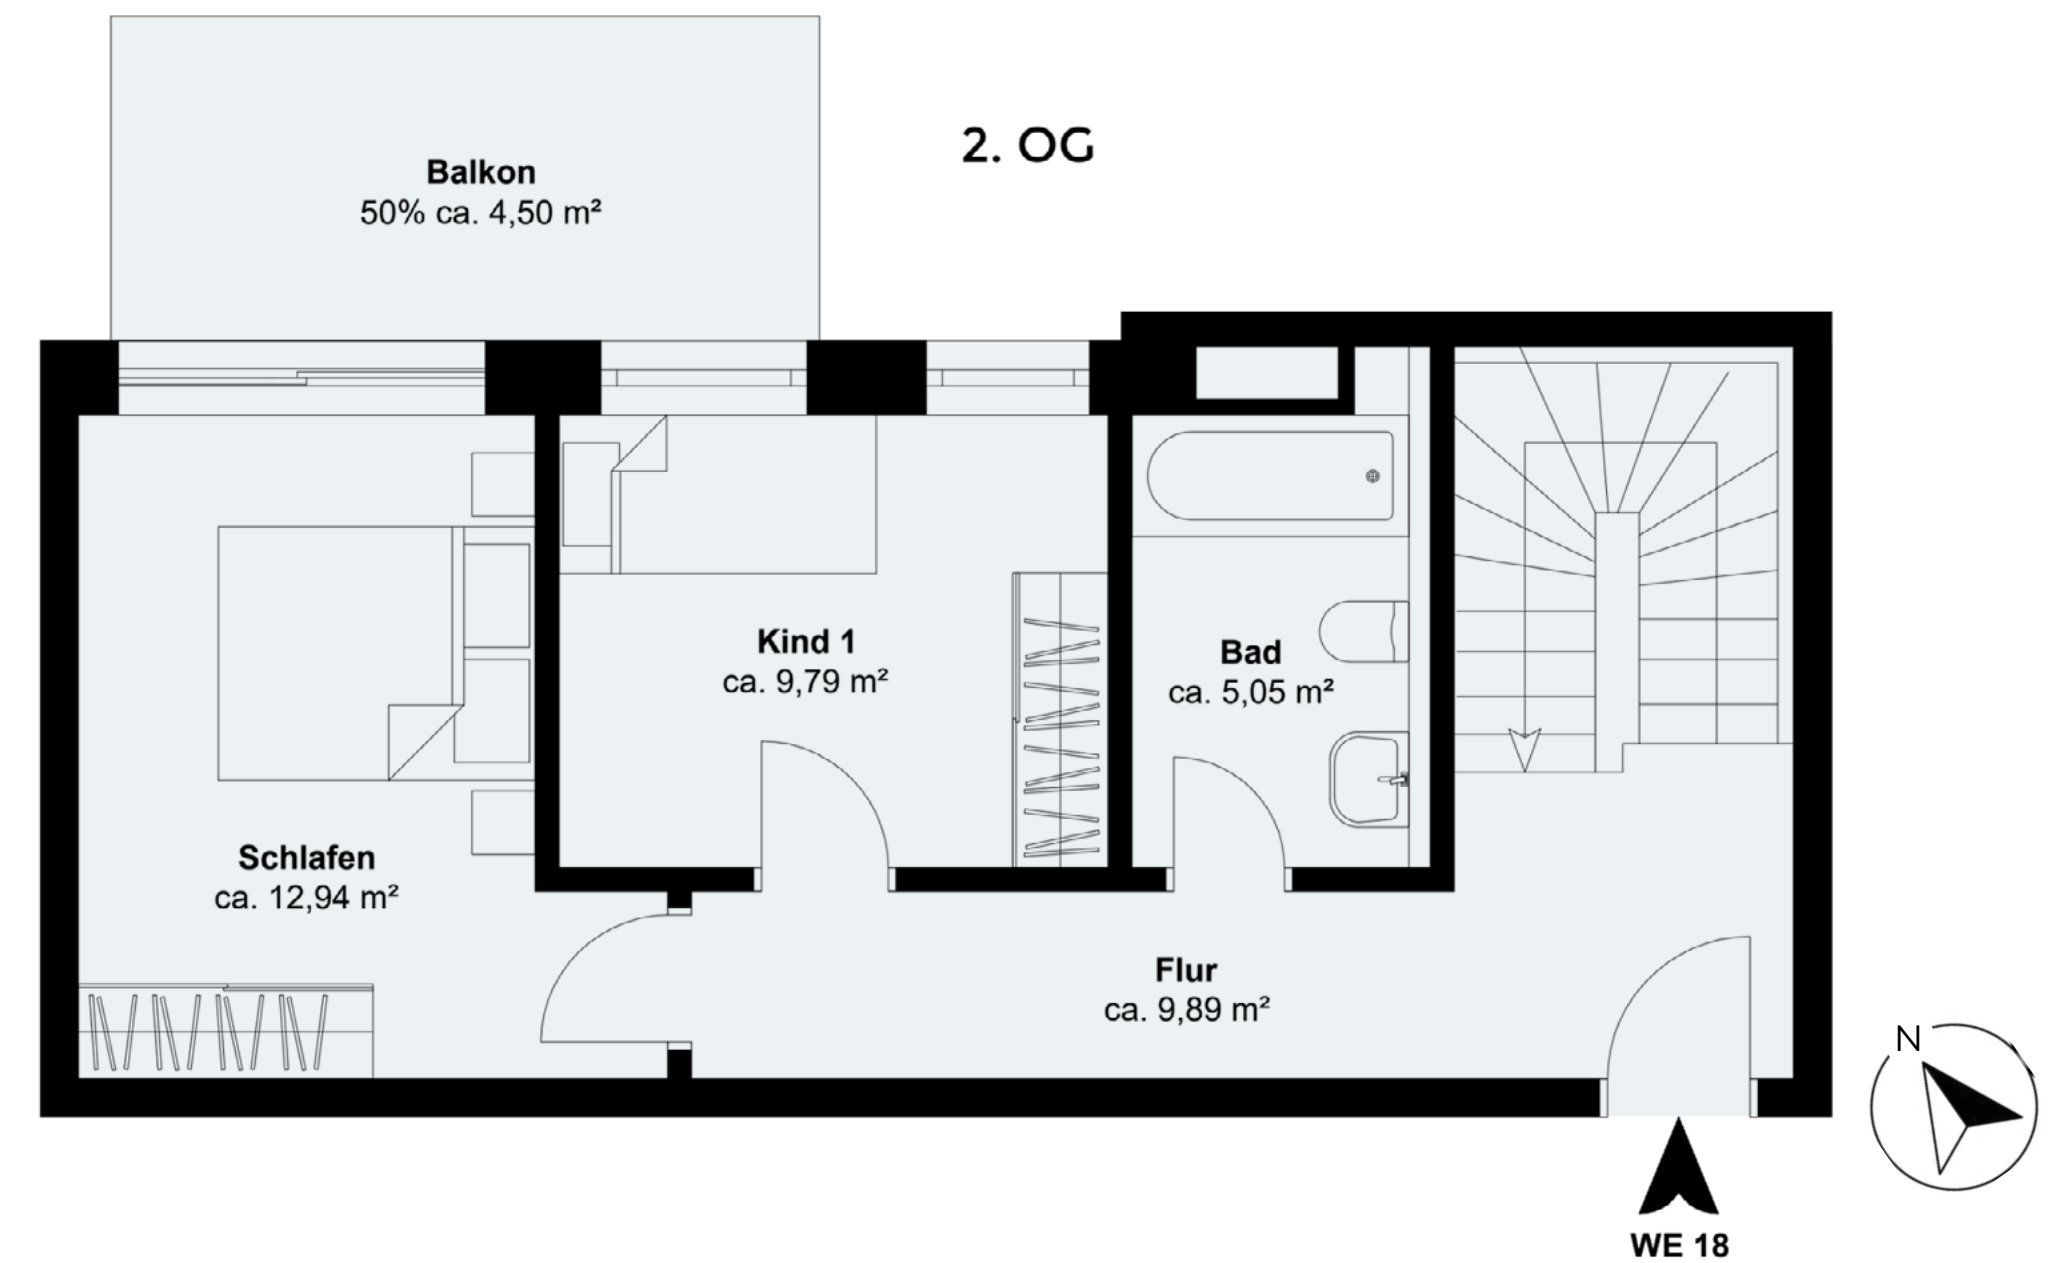 2. OG
Balkon
50% ca. 4,50 m²
Kind 1
ca. 9,79 m²
Bad
ca. 5,05 m²
Schlafen
ca. 12,94 m²
Flur
ca. 9,89 m²
N
WE 18